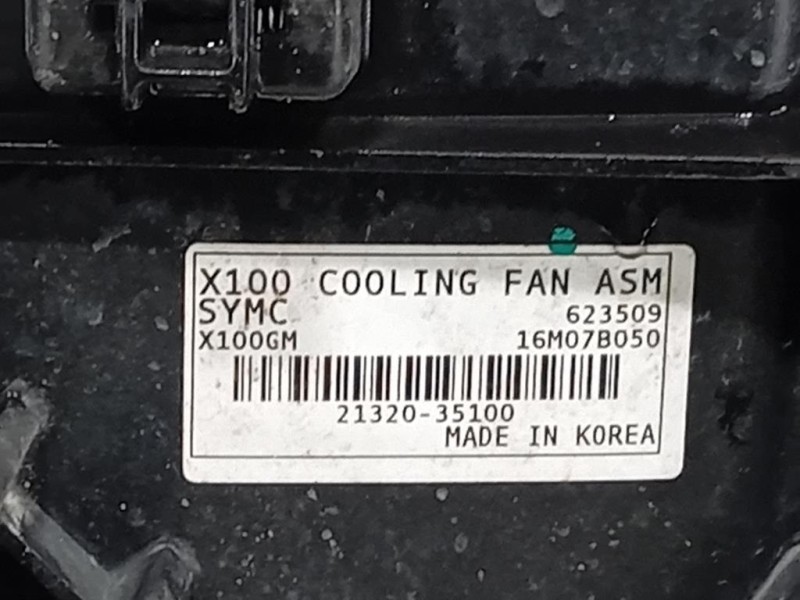 X100 COOLING FAN ASM
SYMC 623509
X100GM 16M07B050
21320-35100
MADE IN KOREA